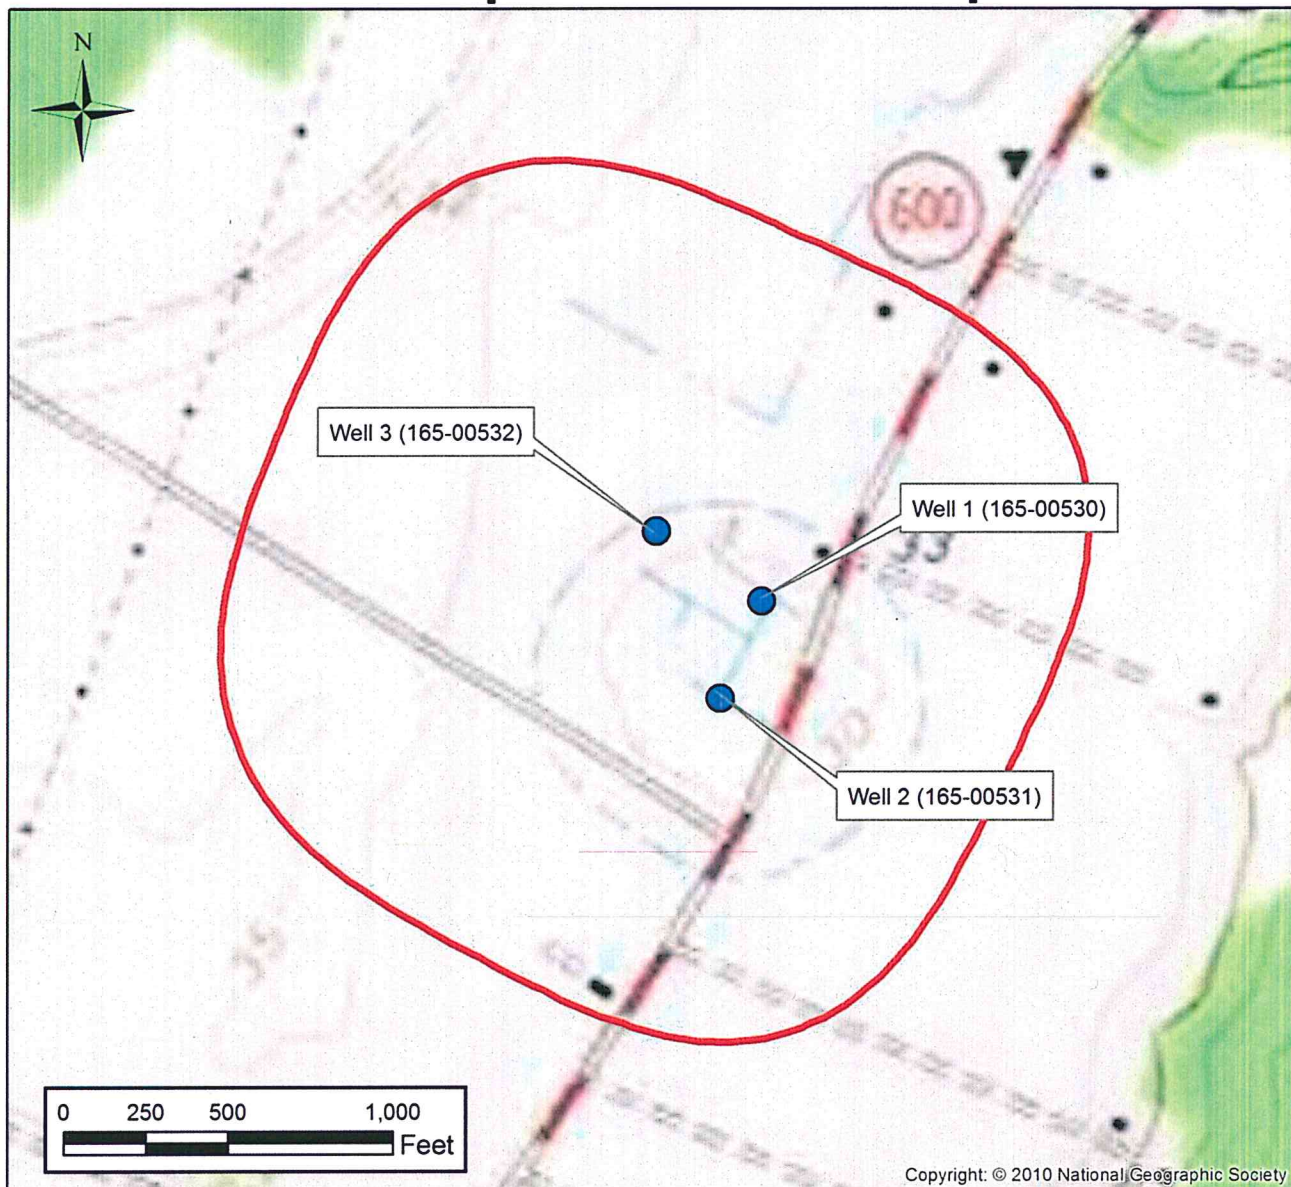 N
600
Well 3 (165-00532)
Well 1 (165-00530)
33
Well 2 (165-00531)
0 250 500 1,000
Feet
Copyright: © 2010 National Geographic Society